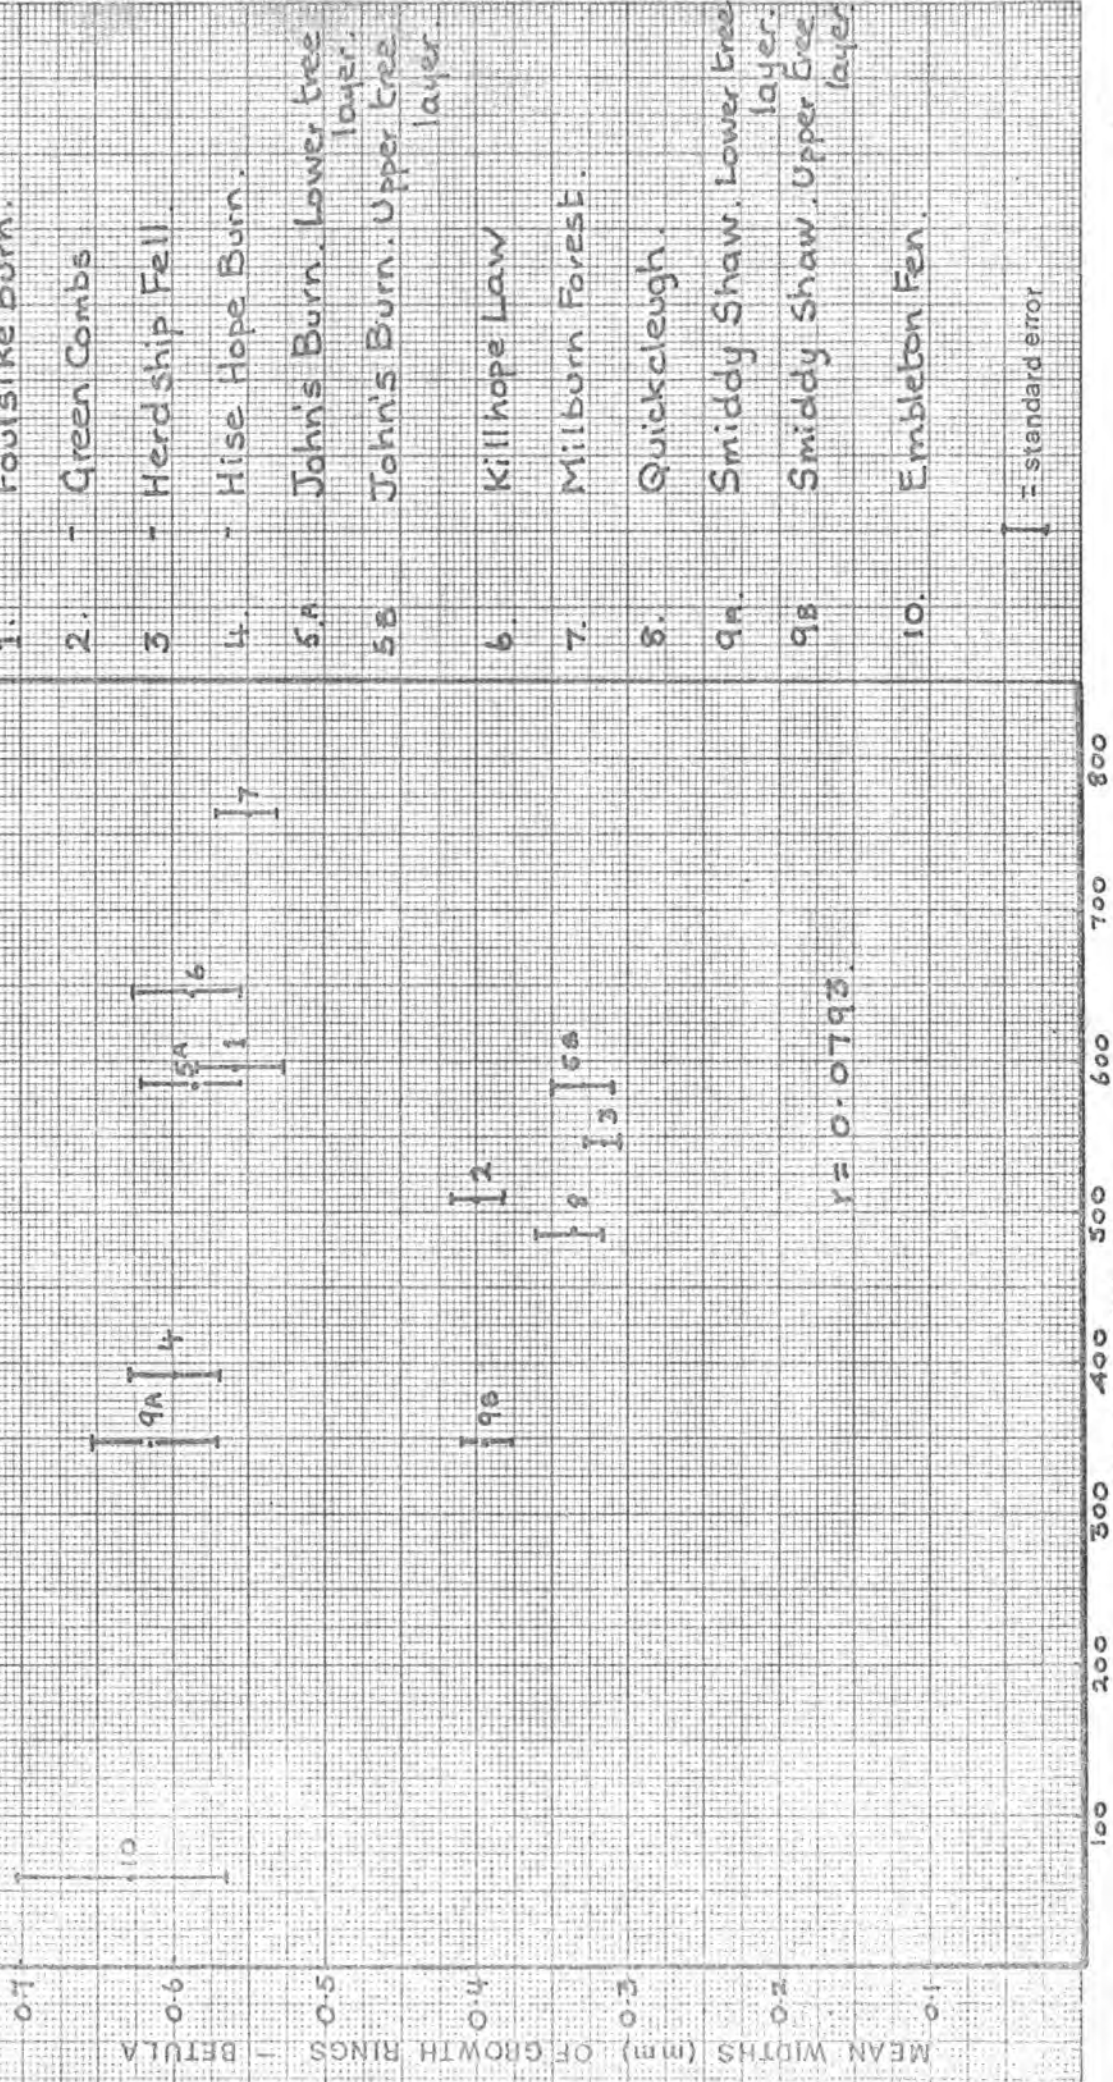 1. Foulsike Burn.
2. - Green Combs
3 - Herdship Fell
4. - Hise Hope Burn.
5.A John's Burn. Lower tree
layer.
5B John's Burn. Upper tree
layer.
6. Killhope Law
7. Milburn Forest.
8. Quickcleugh.
9A. Smiddy Shaw. Lower tree
layer.
9B Smiddy Shaw. Upper tree
layer
10. Embleton Fen.
= standard error
MEAN WIDTHS (mm) OF GROWTH RINGS - BETULA
0.7
0.6
0.5
0.4
0.3
0.2
0.1
100
200
300
400
500
600
700
800
10
9A
4
9B
8
2
3
5B
5A
1
6
7
r = 0.0793.